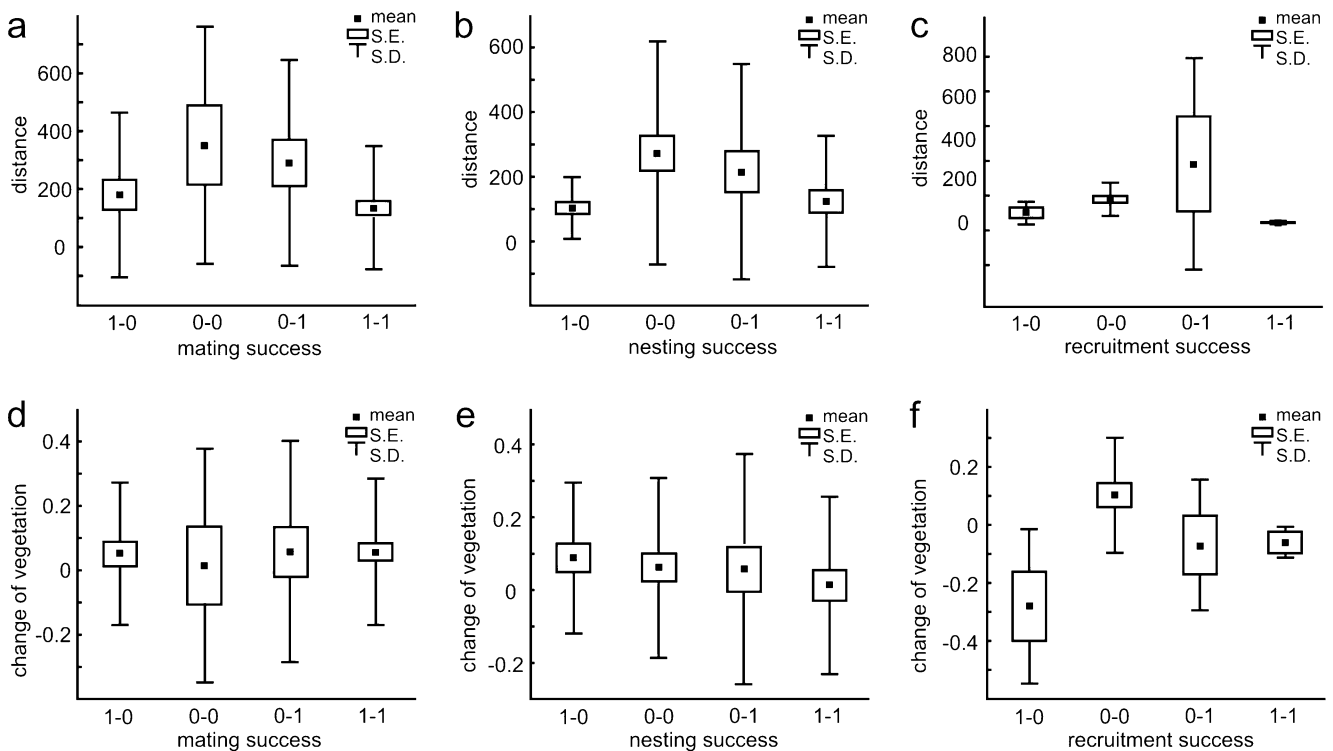 a
mean
S.E.
S.D.
distance
600
400
200
0
1-0 0-0 0-1 1-1
mating success
b
mean
S.E.
S.D.
distance
600
400
200
0
1-0 0-0 0-1 1-1
nesting success
c
mean
S.E.
S.D.
distance
800
600
400
200
0
1-0 0-0 0-1 1-1
recruitment success
d
mean
S.E.
S.D.
change of vegetation
0.4
0.2
0
-0.2
1-0 0-0 0-1 1-1
mating success
e
mean
S.E.
S.D.
change of vegetation
0.4
0.2
0
-0.2
1-0 0-0 0-1 1-1
nesting success
f
mean
S.E.
S.D.
change of vegetation
0.2
0
-0.2
-0.4
1-0 0-0 0-1 1-1
recruitment success